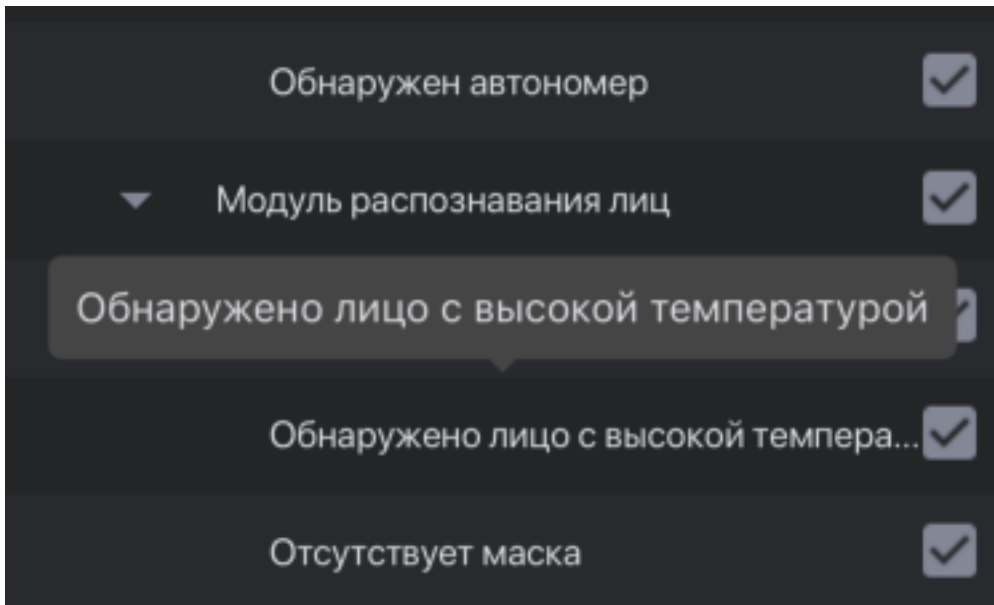 Обнаружен автономер
Модуль распознавания лиц
Обнаружено лицо с высокой температурой
Обнаружено лицо с высокой темпера...
Отсутствует маска